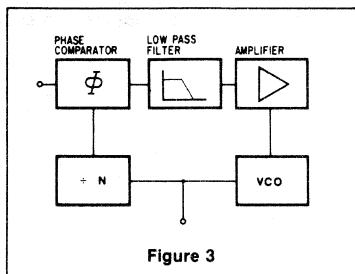 PHASE
COMPARATOR
LOW PASS
FILTER
AMPLIFIER
Φ
÷ N
VCO
Figure 3